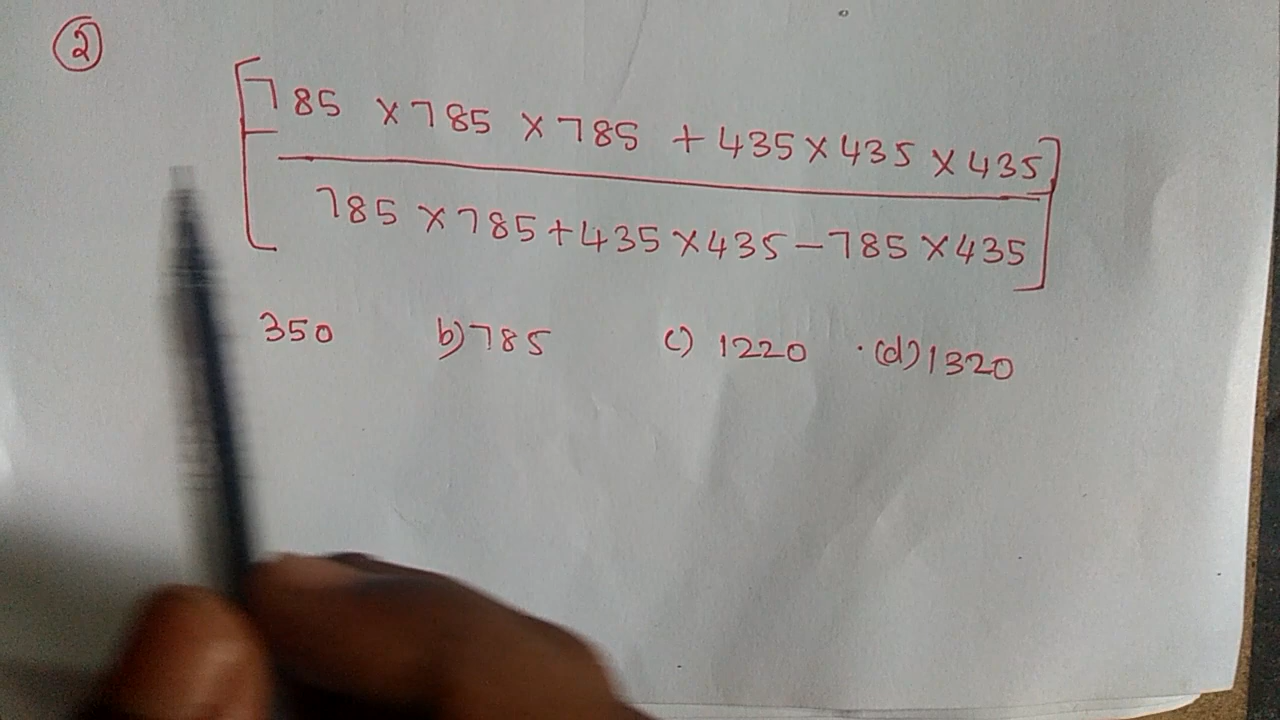 ②
785 × 785 × 785 + 435 × 435 × 435
785 × 785 + 435 × 435 − 785 × 435
350 b) 785 c) 1220 (d) 1320